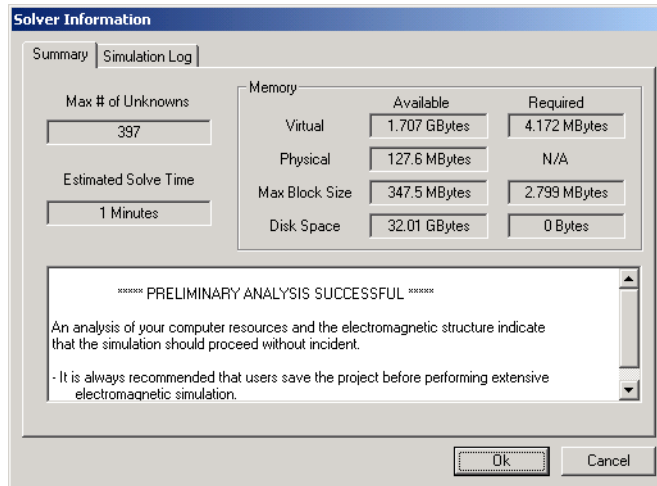 Solver Information
Summary
Simulation Log
Max # of Unknowns
397
Estimated Solve Time
1 Minutes
Memory
Available Required
Virtual 1.707 GBytes 4.172 MBytes
Physical 127.6 MBytes N/A
Max Block Size 347.5 MBytes 2.799 MBytes
Disk Space 32.01 GBytes 0 Bytes
***** PRELIMINARY ANALYSIS SUCCESSFUL *****
An analysis of your computer resources and the electromagnetic structure indicate
that the simulation should proceed without incident.
- It is always recommended that users save the project before performing extensive
electromagnetic simulation.
Ok
Cancel